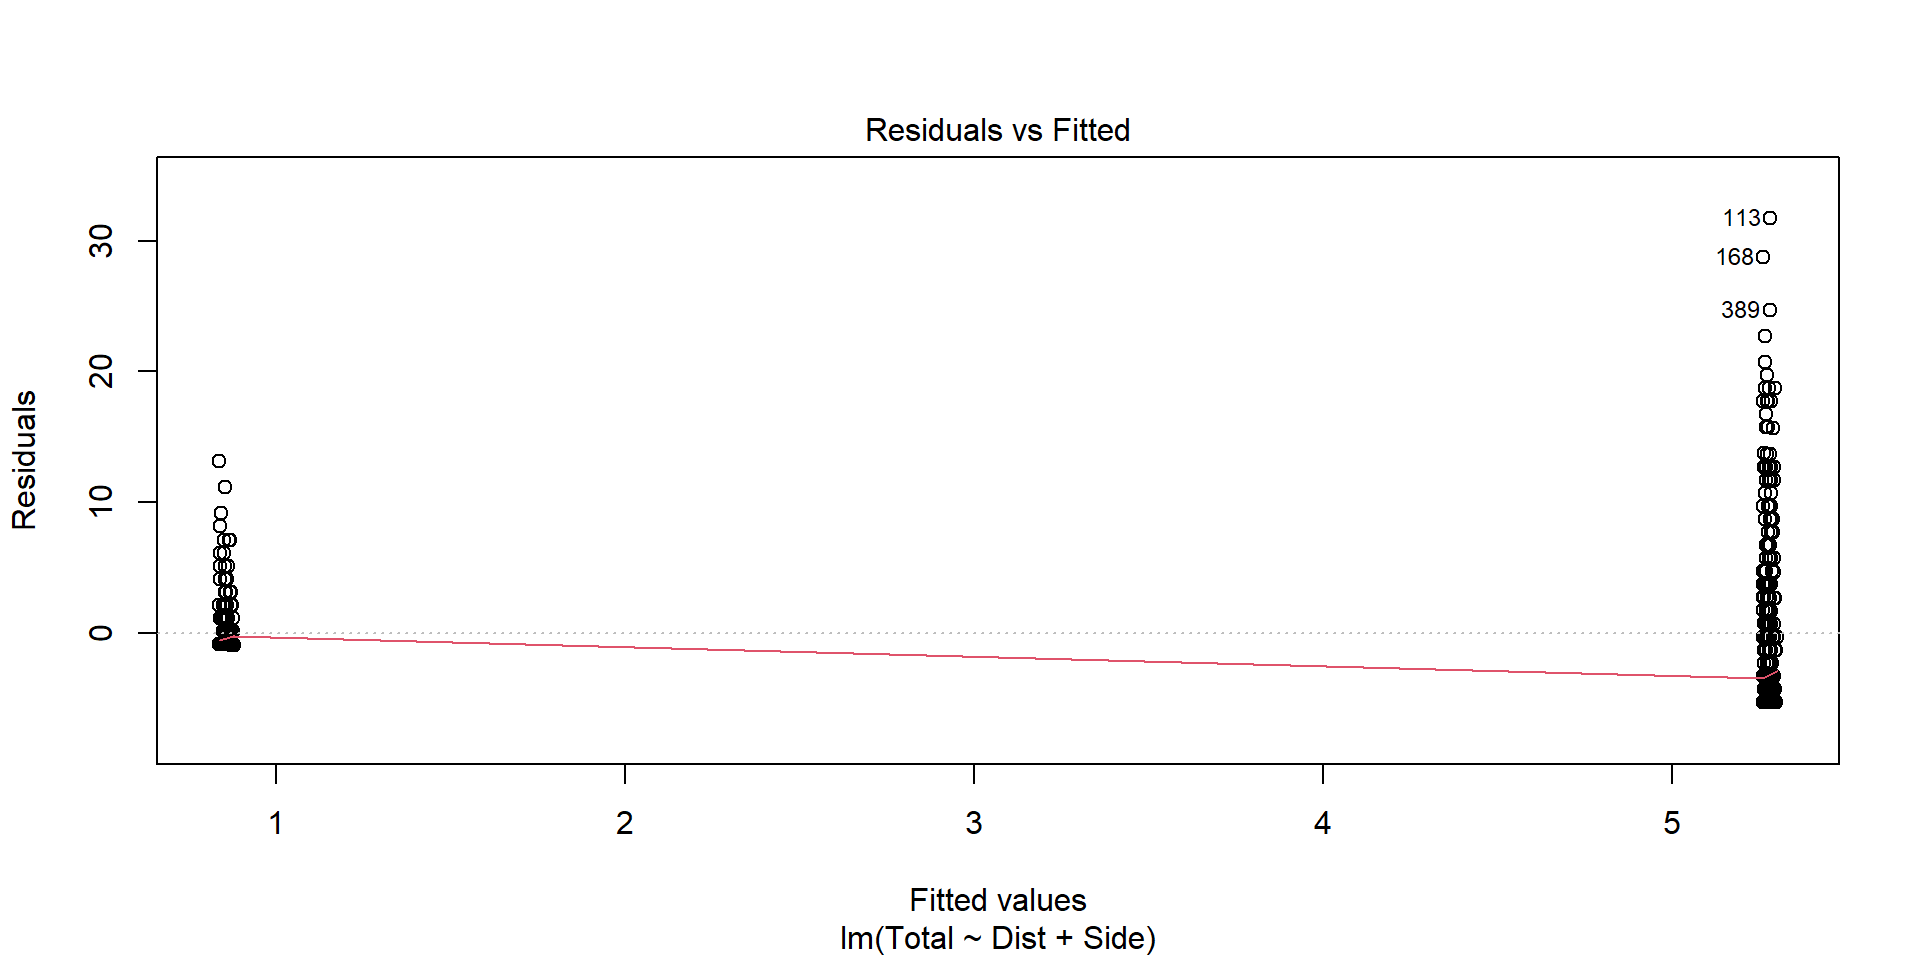 Residuals vs Fitted
Residuals
30
20
10
0
113
168
389
1 2 3 4 5
Fitted values
lm(Total ~ Dist + Side)